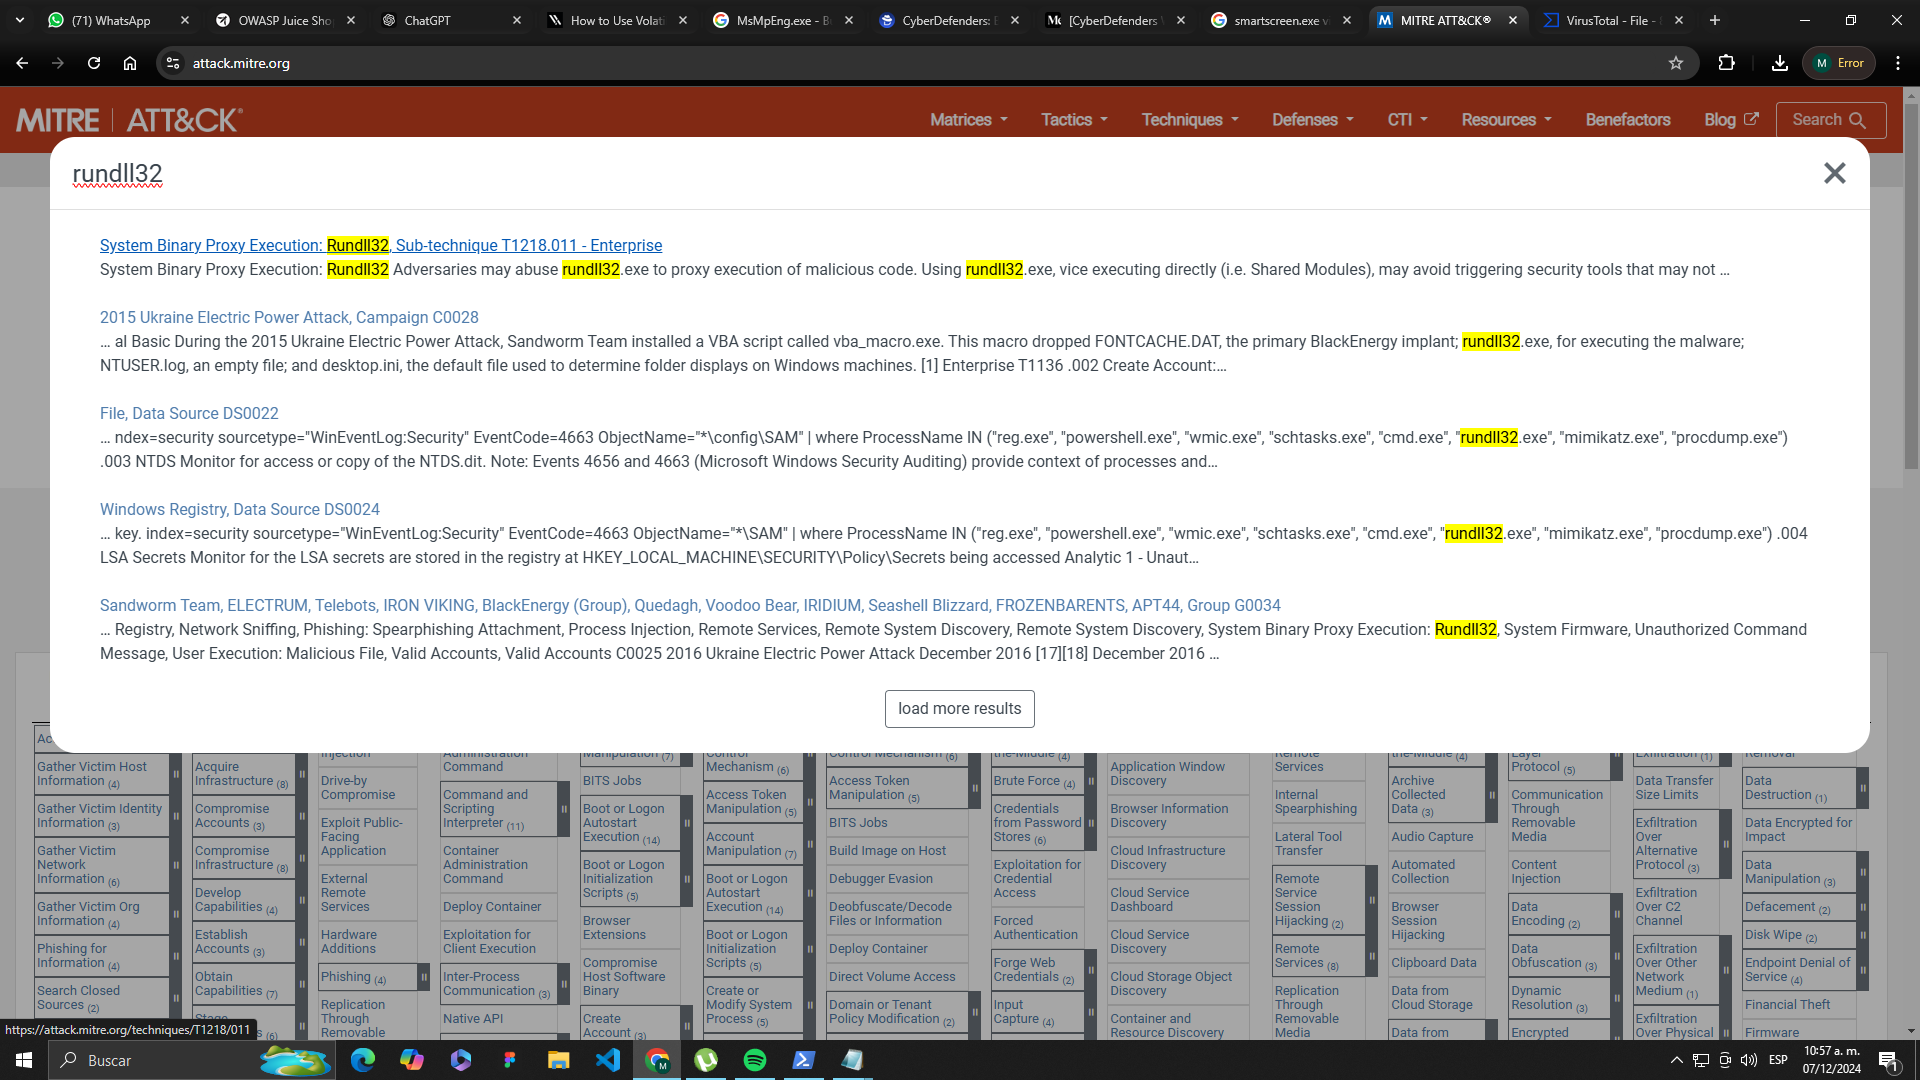 (71) WhatsApp
OWASP Juice Sho
ChatGPT
How to Use Volati
MsMpEng.exe - B
CyberDefenders: B
[CyberDefenders
smartscreen.exe v
MITRE ATT&CK®
VirusTotal - File -
attack.mitre.org
M Error
MITRE | ATT&CK®
Matrices
Tactics
Techniques
Defenses
CTI
Resources
Benefactors
Blog
Search
rundll32
System Binary Proxy Execution: Rundll32, Sub-technique T1218.011 - Enterprise
System Binary Proxy Execution: Rundll32 Adversaries may abuse rundll32.exe to proxy execution of malicious code. Using rundll32.exe, vice executing directly (i.e. Shared Modules), may avoid triggering security tools that may not ...
2015 Ukraine Electric Power Attack, Campaign C0028
... al Basic During the 2015 Ukraine Electric Power Attack, Sandworm Team installed a VBA script called vba_macro.exe. This macro dropped FONTCACHE.DAT, the primary BlackEnergy implant; rundll32.exe, for executing the malware;
NTUSER.log, an empty file; and desktop.ini, the default file used to determine folder displays on Windows machines. [1] Enterprise T1136 .002 Create Account:...
File, Data Source DS0022
... ndex=security sourcetype="WinEventLog:Security" EventCode=4663 ObjectName="*\config\SAM" | where ProcessName IN ("reg.exe", "powershell.exe", "wmic.exe", "schtasks.exe", "cmd.exe", "rundll32.exe", "mimikatz.exe", "procdump.exe")
.003 NTDS Monitor for access or copy of the NTDS.dit. Note: Events 4656 and 4663 (Microsoft Windows Security Auditing) provide context of processes and...
Windows Registry, Data Source DS0024
... key. index=security sourcetype="WinEventLog:Security" EventCode=4663 ObjectName="*\SAM" | where ProcessName IN ("reg.exe", "powershell.exe", "wmic.exe", "schtasks.exe", "cmd.exe", "rundll32.exe", "mimikatz.exe", "procdump.exe") .004
LSA Secrets Monitor for the LSA secrets are stored in the registry at HKEY_LOCAL_MACHINE\SECURITY\Policy\Secrets being accessed Analytic 1 - Unaut...
Sandworm Team, ELECTRUM, Telebots, IRON VIKING, BlackEnergy (Group), Quedagh, Voodoo Bear, IRIDIUM, Seashell Blizzard, FROZENBARENTS, APT44, Group G0034
... Registry, Network Sniffing, Phishing: Spearphishing Attachment, Process Injection, Remote Services, Remote System Discovery, Remote System Discovery, System Binary Proxy Execution: Rundll32, System Firmware, Unauthorized Command
Message, User Execution: Malicious File, Valid Accounts, Valid Accounts C0025 2016 Ukraine Electric Power Attack December 2016 [17][18] December 2016 ...
load more results
Gather Victim Host
Information (4)
Gather Victim Identity
Information (3)
Gather Victim
Network
Information (6)
Gather Victim Org
Information (4)
Phishing for
Information (4)
Search Closed
Sources (2)
Acquire
Infrastructure (8)
Compromise
Accounts (3)
Compromise
Infrastructure (8)
Develop
Capabilities (4)
Establish
Accounts (3)
Obtain
Capabilities (7)
Stage
(6)
Injection
Drive-by
Compromise
Exploit Public-
Facing
Application
External
Remote
Services
Hardware
Additions
Phishing (4)
Replication
Through
Removable
Administration
Command
Command and
Scripting
Interpreter (11)
Container
Administration
Command
Deploy Container
Exploitation for
Client Execution
Inter-Process
Communication (3)
Native API
Manipulation (7)
BITS Jobs
Boot or Logon
Autostart
Execution (14)
Boot or Logon
Initialization
Scripts (5)
Browser
Extensions
Compromise
Host Software
Binary
Create
Account (3)
Control
Mechanism (6)
Access Token
Manipulation (5)
Account
Manipulation (7)
Boot or Logon
Autostart
Execution (14)
Boot or Logon
Initialization
Scripts (5)
Create or
Modify System
Process (5)
Control Mechanism (6)
Access Token
Manipulation (5)
BITS Jobs
Build Image on Host
Debugger Evasion
Deobfuscate/Decode
Files or Information
Deploy Container
Direct Volume Access
Domain or Tenant
Policy Modification (2)
the-Middle (4)
Brute Force (4)
Credentials
from Password
Stores (6)
Exploitation for
Credential
Access
Forced
Authentication
Forge Web
Credentials (2)
Input
Capture (4)
Application Window
Discovery
Browser Information
Discovery
Cloud Infrastructure
Discovery
Cloud Service
Dashboard
Cloud Service
Discovery
Cloud Storage Object
Discovery
Container and
Resource Discovery
Remote
Services
Internal
Spearphishing
Lateral Tool
Transfer
Remote
Service
Session
Hijacking (2)
Remote
Services (8)
Replication
Through
Removable
Media
the-Middle (4)
Archive
Collected
Data (3)
Audio Capture
Automated
Collection
Browser
Session
Hijacking
Clipboard Data
Data from
Cloud Storage
Data from
Layer
Protocol (5)
Communication
Through
Removable
Media
Content
Injection
Data
Encoding (2)
Data
Obfuscation (3)
Dynamic
Resolution (3)
Encrypted
Exfiltration (1)
Data Transfer
Size Limits
Exfiltration
Over
Alternative
Protocol (3)
Exfiltration
Over C2
Channel
Exfiltration
Over Other
Network
Medium (1)
Exfiltration
Over Physical
Removal
Data
Destruction (1)
Data Encrypted for
Impact
Data
Manipulation (3)
Defacement (2)
Disk Wipe (2)
Endpoint Denial of
Service (4)
Financial Theft
Firmware
https://attack.mitre.org/techniques/T1218/011
Buscar
ESP
10:57 a. m.
07/12/2024
1